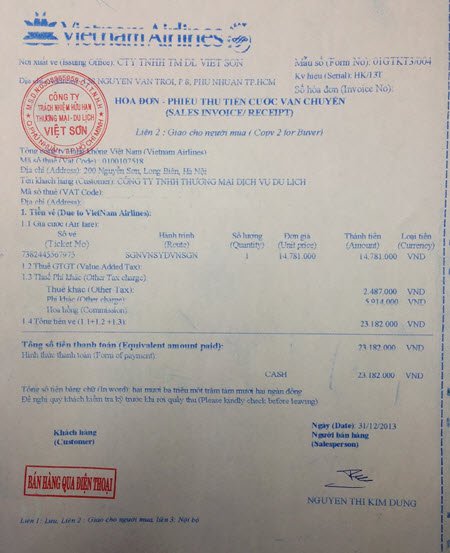 Vietnam Airlines
Nơi xuất vé (Issuing Office): CTY TNHH TM DL VIET SON
Mẫu số (Form No): 01GTKT3/004
Ký hiệu (Serial): HK/13T
NGUYEN VAN TROI, P 8, PHU NHUAN TP.HCM
Số hóa đơn (Invoice No):
CÔNG TY
TRÁCH NHIỆM HỮU HẠN
THƯƠNG MẠI - DU LỊCH
VIỆT SƠN
HÓA ĐƠN - PHIẾU THU TIỀN CƯỚC VẬN CHUYỂN
(SALES INVOICE/ RECEIPT)
Liên 2 : Giao cho người mua ( Copy 2 for Buyer)
Tổng công ty Hàng không Việt Nam (Vietnam Airlines)
Mã số thuế (Vat Code): 0100107518
Địa chỉ (Address): 200 Nguyễn Sơn, Long Biên, Hà Nội
Tên khách hàng (Customer): CÔNG TY TNHH THƯƠNG MẠI DỊCH VỤ DU LỊCH
Mã số thuế (VAT Code):
Địa chỉ (Address):
1. Tiền vé (Due to VietNam Airlines):
1.1 Giá cước (Air fare):
Số vé Hành trình Số lượng Đơn giá Thành tiền Loại tiền
(Ticket No) (Route) (Quantity) (Unit price) (Amount) (Currency)
7382445567975 SGNVNSYDVNSGN 1 14.781.000 14.781.000 VND
1.2 Thuế GTGT (Value Added Tax):
1.3 Thuế Phí khác (Other Tax charge):
Thuế khác (Other Tax): 2.487.000 VND
Phí khác (Other charge): 5.914.000 VND
Hoa hồng (Commission):
1.4 Tổng tiền vé (1.1+1.2 +1.3): 23.182.000 VND
Tổng số tiền thanh toán (Equivalent amount paid): 23.182.000 VND
Hình thức thanh toán (Form of payment):
CASH 23.182.000 VND
Tổng số tiền bằng chữ (In word): hai mươi ba triệu một trăm tám mươi hai ngàn đồng
Đề nghị quý khách kiểm tra kỹ trước khi rời quầy thu (Please kindly check before leaving)
Ngày (Date): 31/12/2013
Khách hàng Người bán hàng
(Customer) (Salesperson)
BÁN HÀNG QUA ĐIỆN THOẠI
NGUYEN THI KIM DUNG
Liên 1: Lưu, Liên 2 : Giao cho người mua, liên 3: Nội bộ